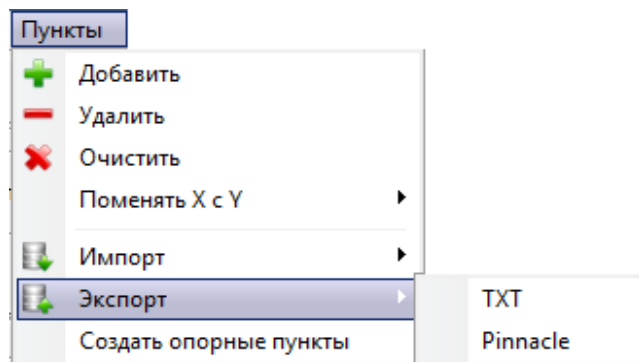 Пункты
Добавить
Удалить
Очистить
Поменять X с Y
Импорт
Экспорт
TXT
Создать опорные пункты
Pinnacle